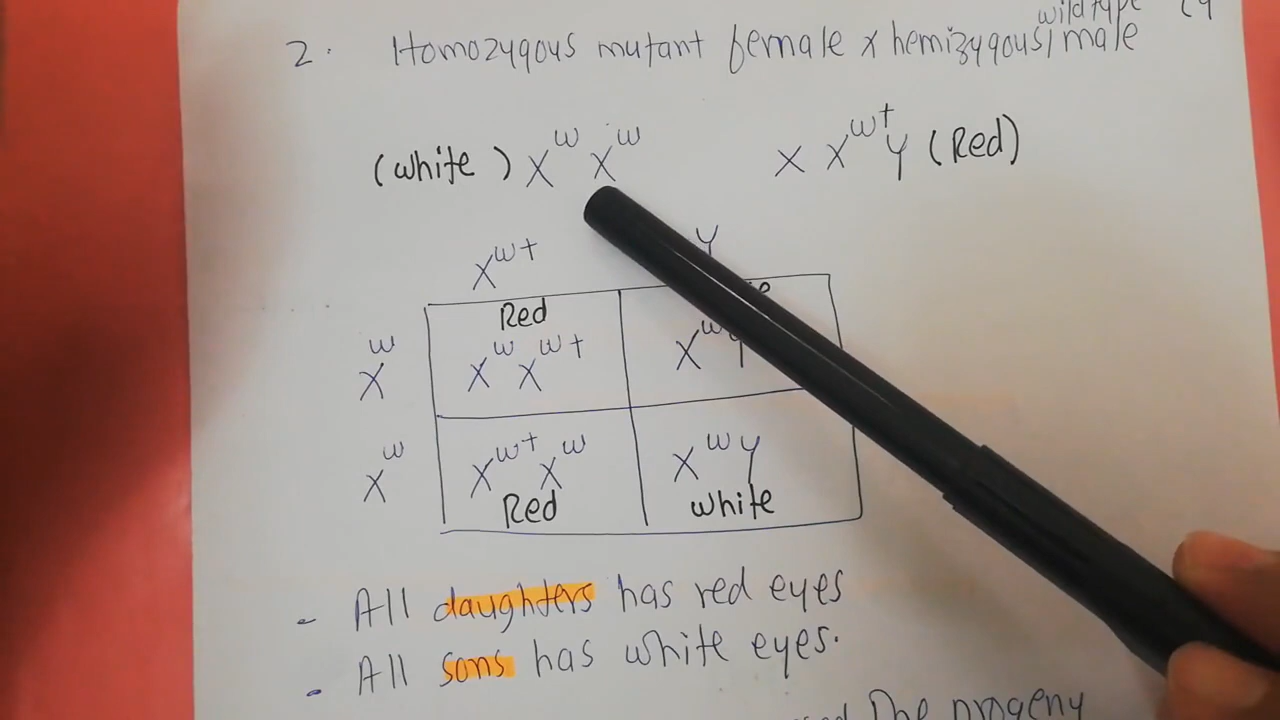 wild type
2. Homozygous mutant female x hemizygous male
(white) X^w X^w x X^w+ Y (Red)
X^w+ Y
Red
X^w X^w X^w+ X^w Y
X^w X^w+ X^w X^w Y
Red white
- All daughters has red eyes
- All sons has white eyes.
The progeny